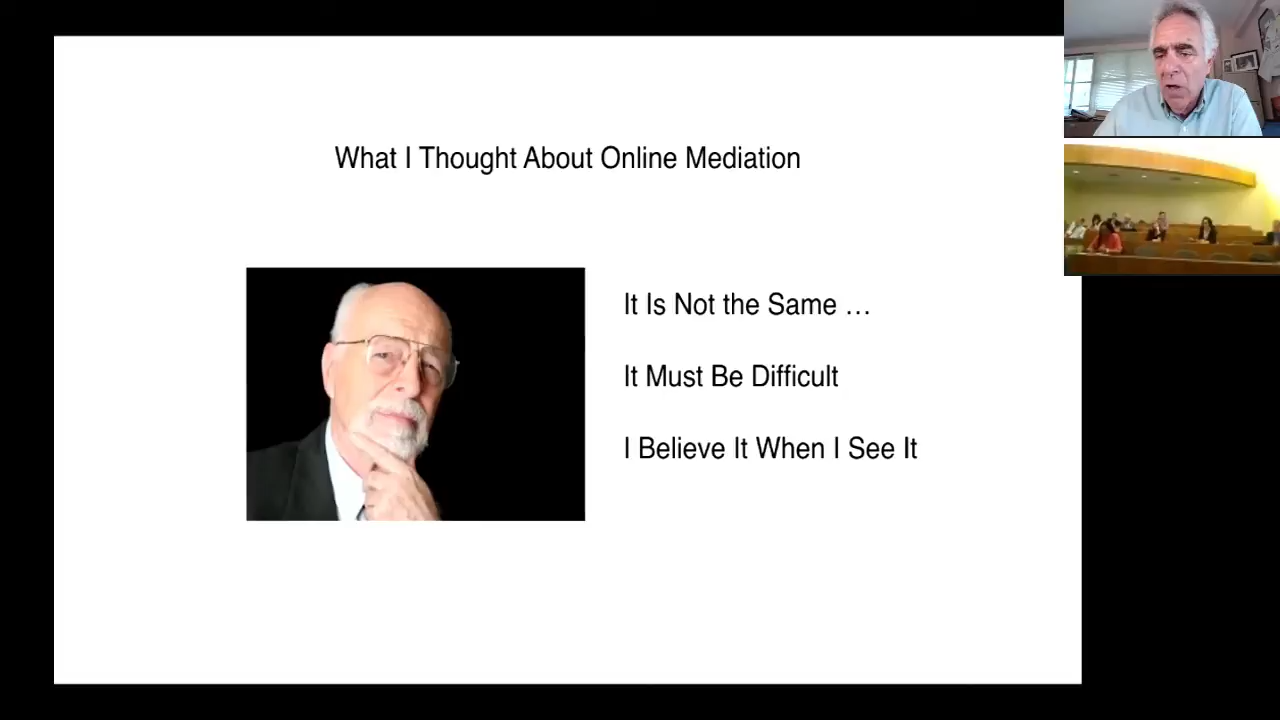 What I Thought About Online Mediation
It Is Not the Same …
It Must Be Difficult
I Believe It When I See It